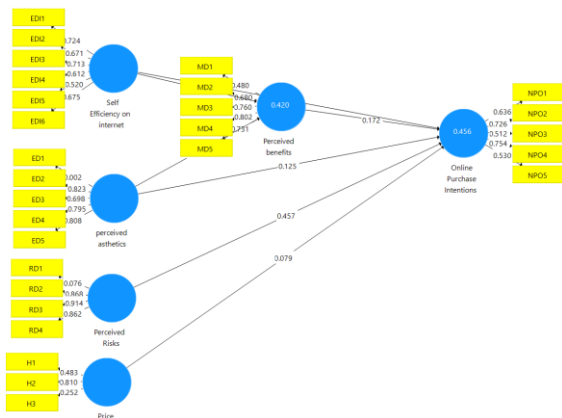 EDI1
EDI2
EDI3
EDI4
EDI5
EDI6
0.724
0.671
0.713
0.612
0.520
0.675
Self
Efficiency on
internet
MD1
MD2
MD3
MD4
MD5
0.480
0.680
0.760
0.802
0.731
0.420
Perceived
benefits
0.172
0.456
Online
Purchase
Intentions
0.636
0.726
0.512
0.754
0.530
NPO1
NPO2
NPO3
NPO4
NPO5
ED1
ED2
ED3
ED4
ED5
0.002
0.823
0.698
0.795
0.808
perceived
asthetics
0.125
0.457
0.079
RD1
RD2
RD3
RD4
0.076
0.868
0.914
0.862
Perceived
Risks
H1
H2
H3
0.483
0.810
0.252
Price